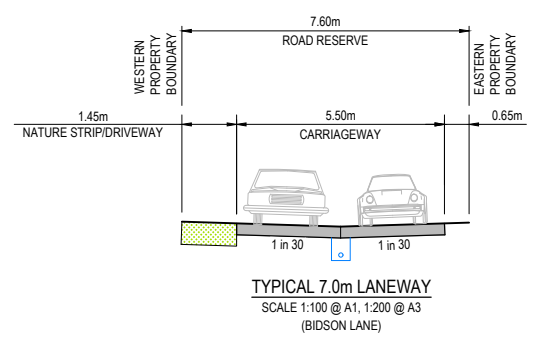 7.60m
ROAD RESERVE
WESTERN
PROPERTY
BOUNDARY
EASTERN
PROPERTY
BOUNDARY
1.45m
NATURE STRIP/DRIVEWAY
5.50m
CARRIAGEWAY
0.65m
1 in 30
1 in 30
TYPICAL 7.0m LANEWAY
SCALE 1:100 @ A1, 1:200 @ A3
(BIDSON LANE)